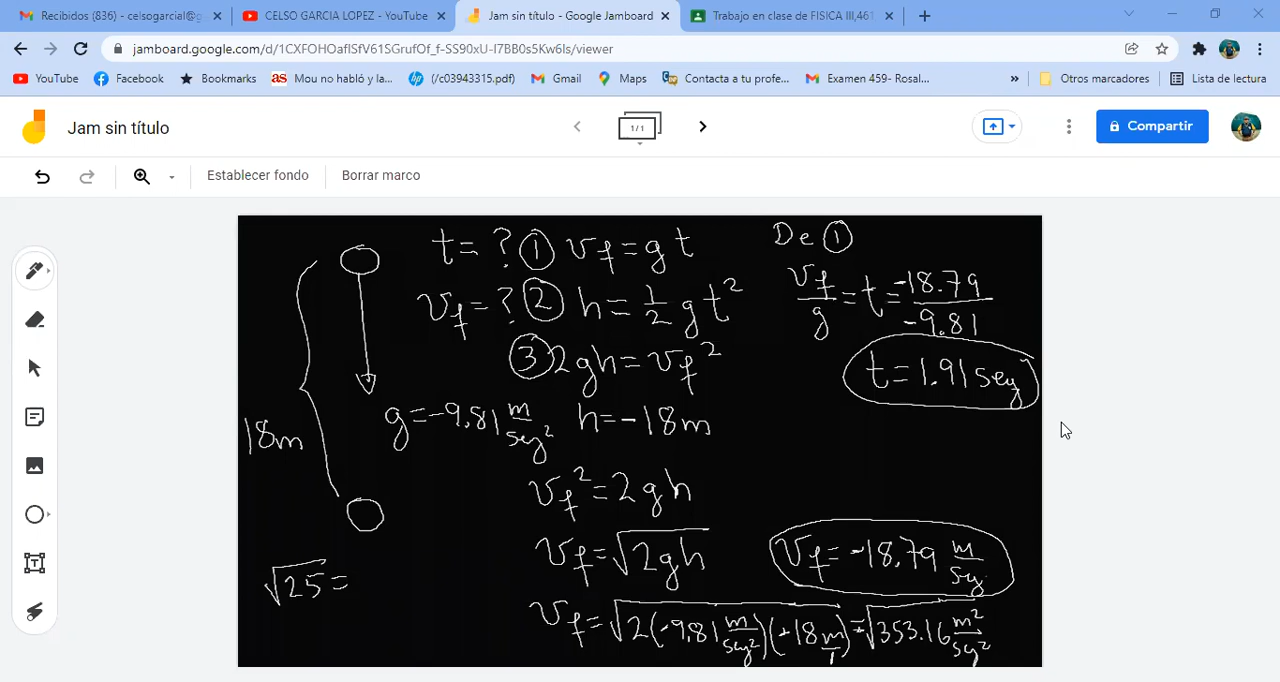 Recibidos (836) - celsogarcial@g
CELSO GARCIA LOPEZ - YouTube
Jam sin título - Google Jamboard
Trabajo en clase de FISICA III,461
jamboard.google.com/d/1CXFOHOaflSfV61SGrufOf_f-SS90xU-I7BB0s5Kw6Is/viewer
YouTube
Facebook
Bookmarks
as Mou no habló y la...
hp (/c03943315.pdf)
Gmail
Maps
Contacta a tu profe...
Examen 459- Rosal...
»
Otros marcadores
Lista de lectura
Jam sin título
1/1
Compartir
Establecer fondo
Borrar marco
t = ? ① vf = g t
vf = ? ② h = 1/2 g t²
③ 2gh = vf²
18m
g = -9.81 m/seg² h = -18m
vf² = 2gh
vf = √2gh
vf = √2(-9.81 m/seg²)(-18 m/1) = √353.16 m²/seg²
√25 =
De ①
vf/g = t = -18.79/-9.81
t = 1.91 seg
vf = -18.79 m/seg